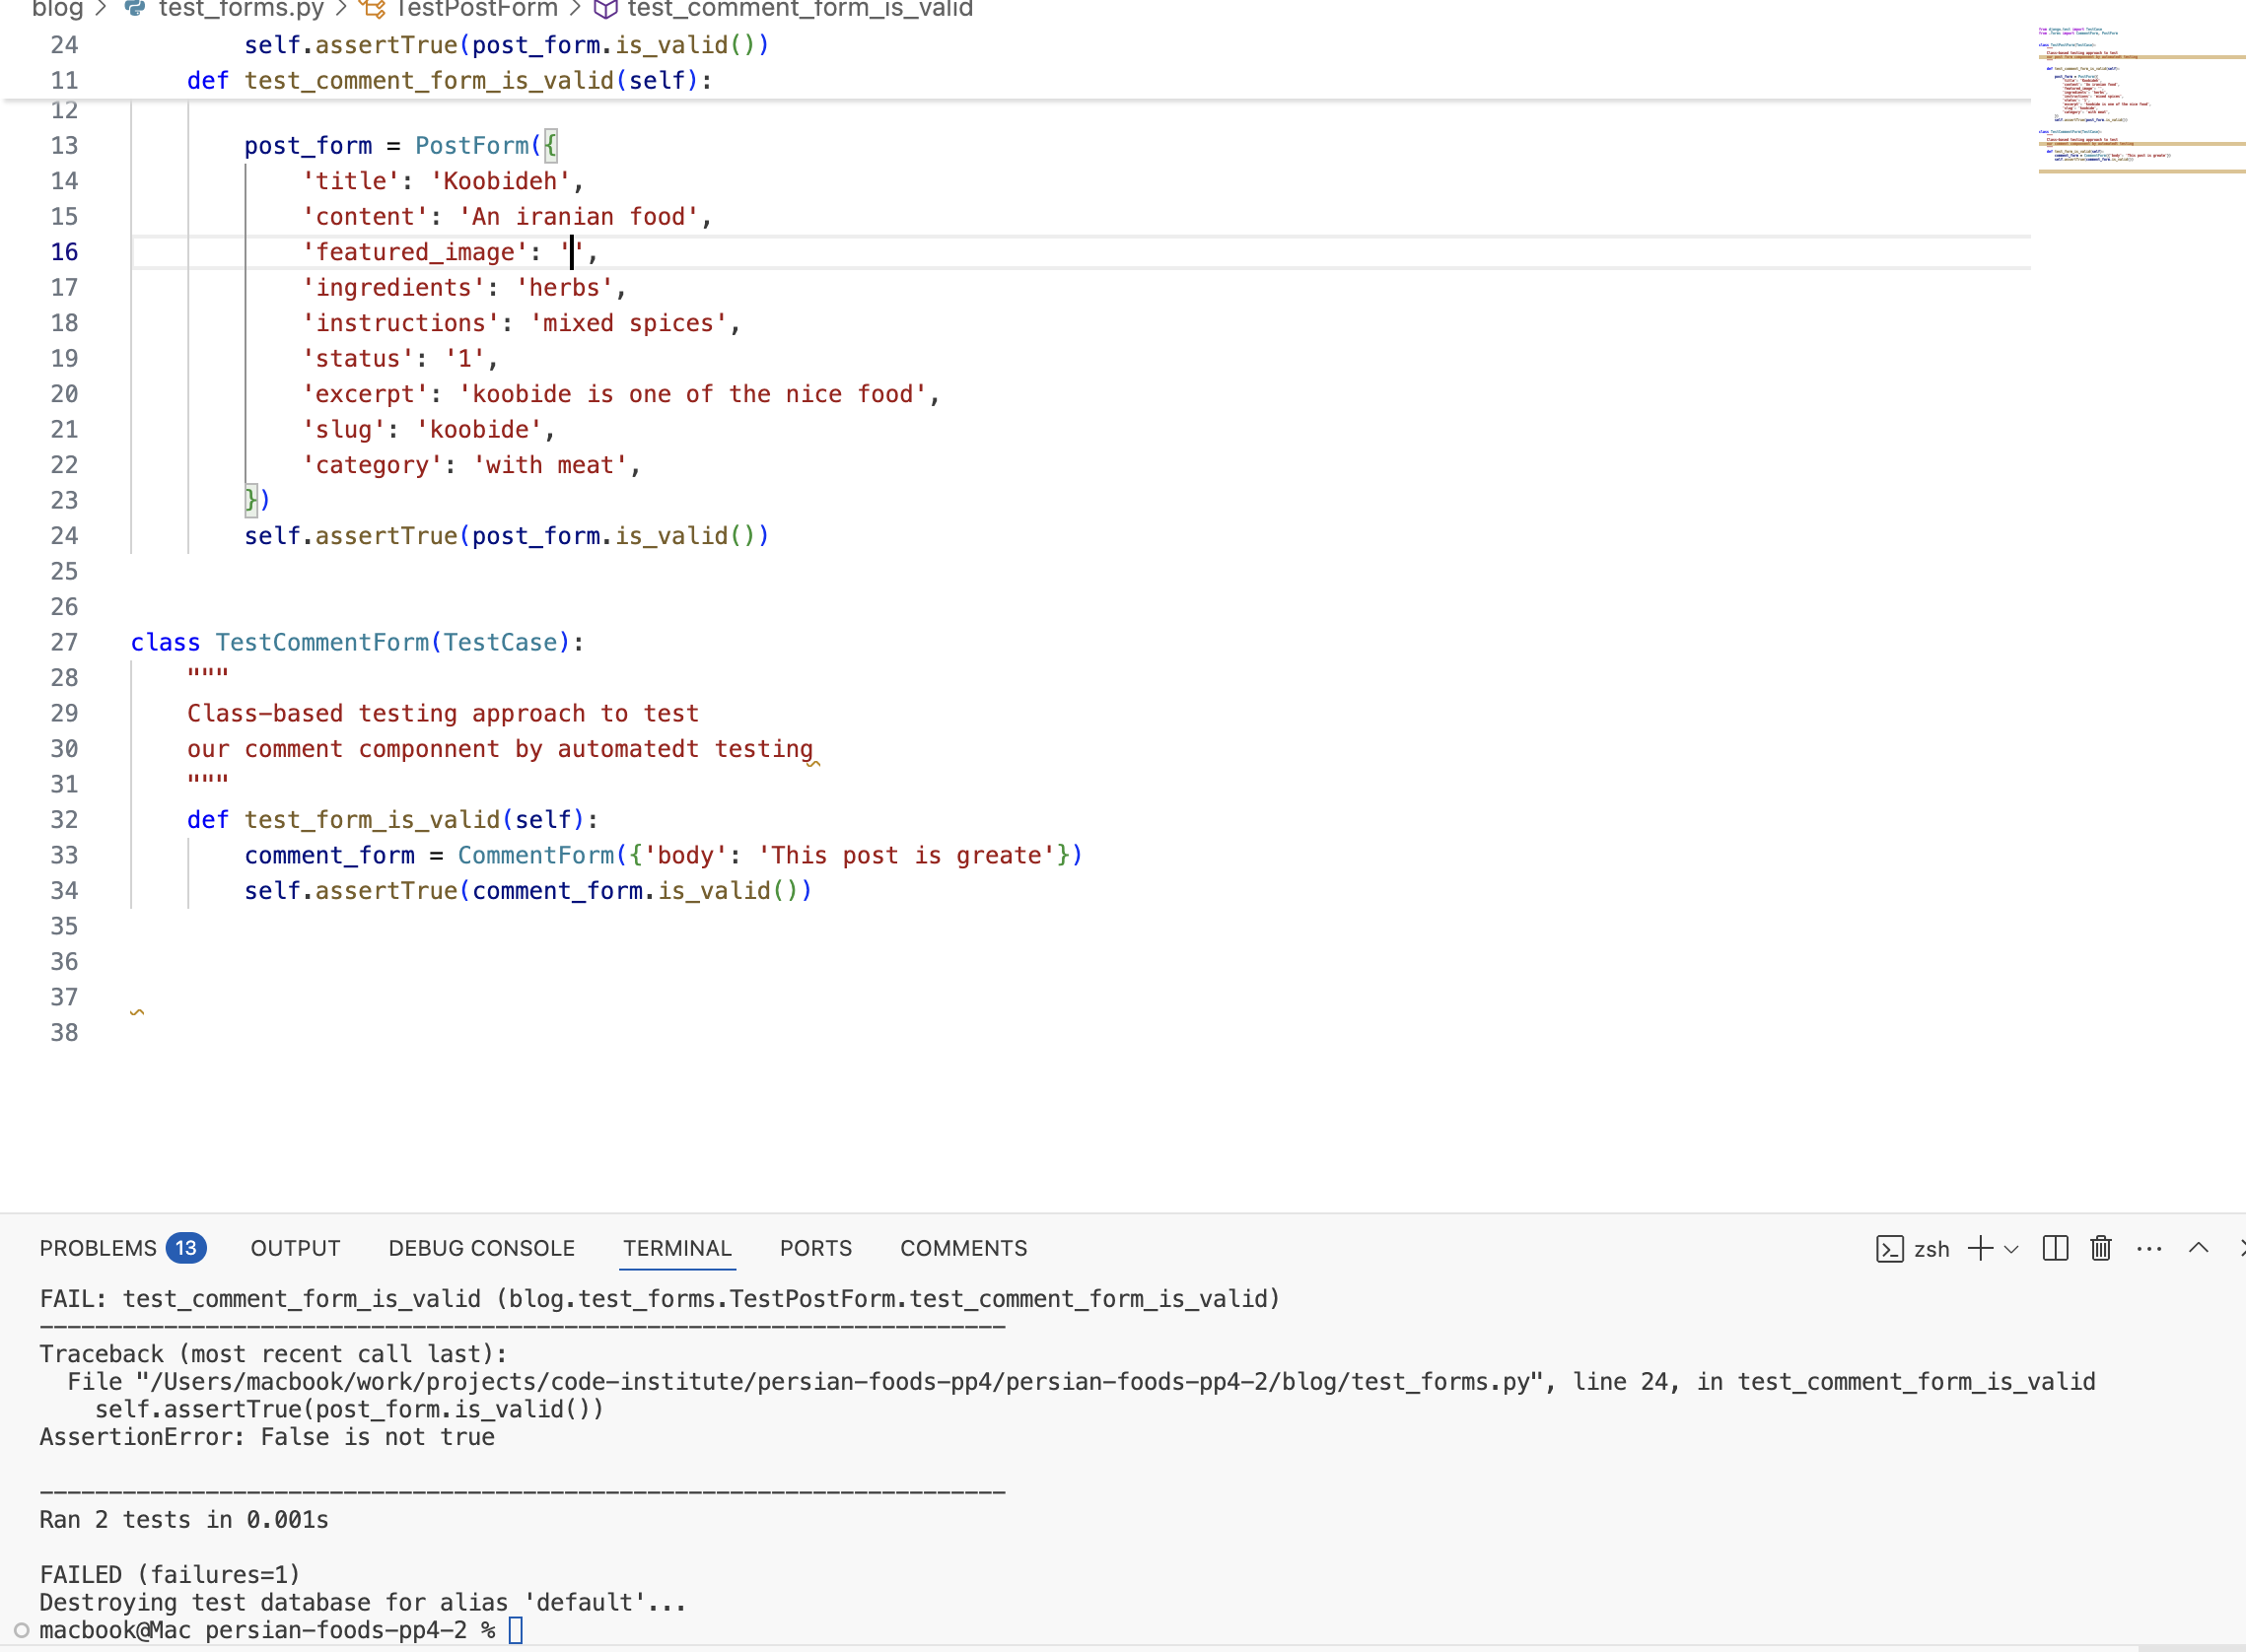 blog > test_forms.py > TestPostForm > test_comment_form_is_valid
24 self.assertTrue(post_form.is_valid())
11 def test_comment_form_is_valid(self):
12
13 post_form = PostForm({
14 'title': 'Koobideh',
15 'content': 'An iranian food',
16 'featured_image': '',
17 'ingredients': 'herbs',
18 'instructions': 'mixed spices',
19 'status': '1',
20 'excerpt': 'koobide is one of the nice food',
21 'slug': 'koobide',
22 'category': 'with meat',
23 })
24 self.assertTrue(post_form.is_valid())
25
26
27 class TestCommentForm(TestCase):
28 """
29 Class-based testing approach to test
30 our comment componnent by automatedt testing
31 """
32 def test_form_is_valid(self):
33 comment_form = CommentForm({'body': 'This post is greate'})
34 self.assertTrue(comment_form.is_valid())
35
36
37
38
PROBLEMS 13 OUTPUT DEBUG CONSOLE TERMINAL PORTS COMMENTS zsh
FAIL: test_comment_form_is_valid (blog.test_forms.TestPostForm.test_comment_form_is_valid)
----------------------------------------------------------------------
Traceback (most recent call last):
File "/Users/macbook/work/projects/code-institute/persian-foods-pp4/persian-foods-pp4-2/blog/test_forms.py", line 24, in test_comment_form_is_valid
self.assertTrue(post_form.is_valid())
AssertionError: False is not true
----------------------------------------------------------------------
Ran 2 tests in 0.001s
FAILED (failures=1)
Destroying test database for alias 'default'...
macbook@Mac persian-foods-pp4-2 %